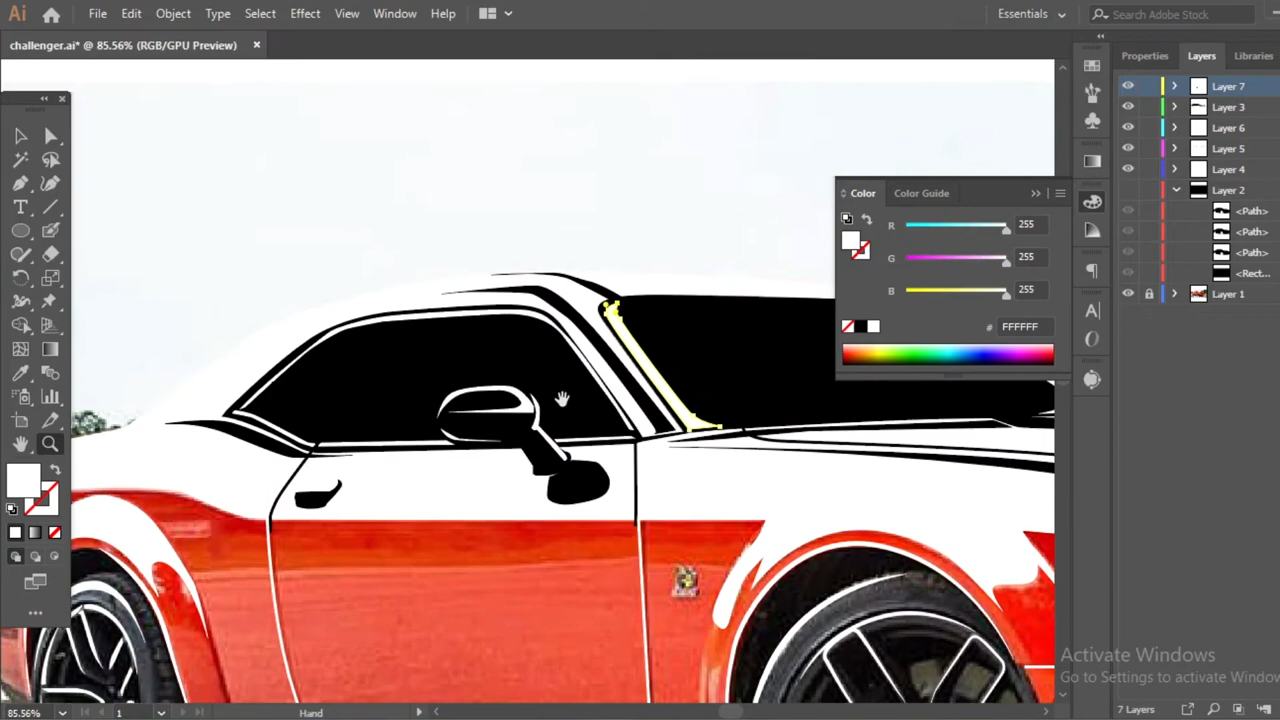 Ai File Edit Object Type Select Effect View Window Help Essentials Search Adobe Stock
challenger.ai* @ 85.56% (RGB/GPU Preview) ×
Properties Layers Libraries
Layer 7
Layer 3
Layer 6
Layer 5
Layer 4
Layer 2
<Path>
<Path>
<Path>
<Rect...
Layer 1
Color Color Guide
R 255
G 255
B 255
# FFFFFF
Activate Windows
Go to Settings to activate Windows
85.56% 1 Hand
7 Layers